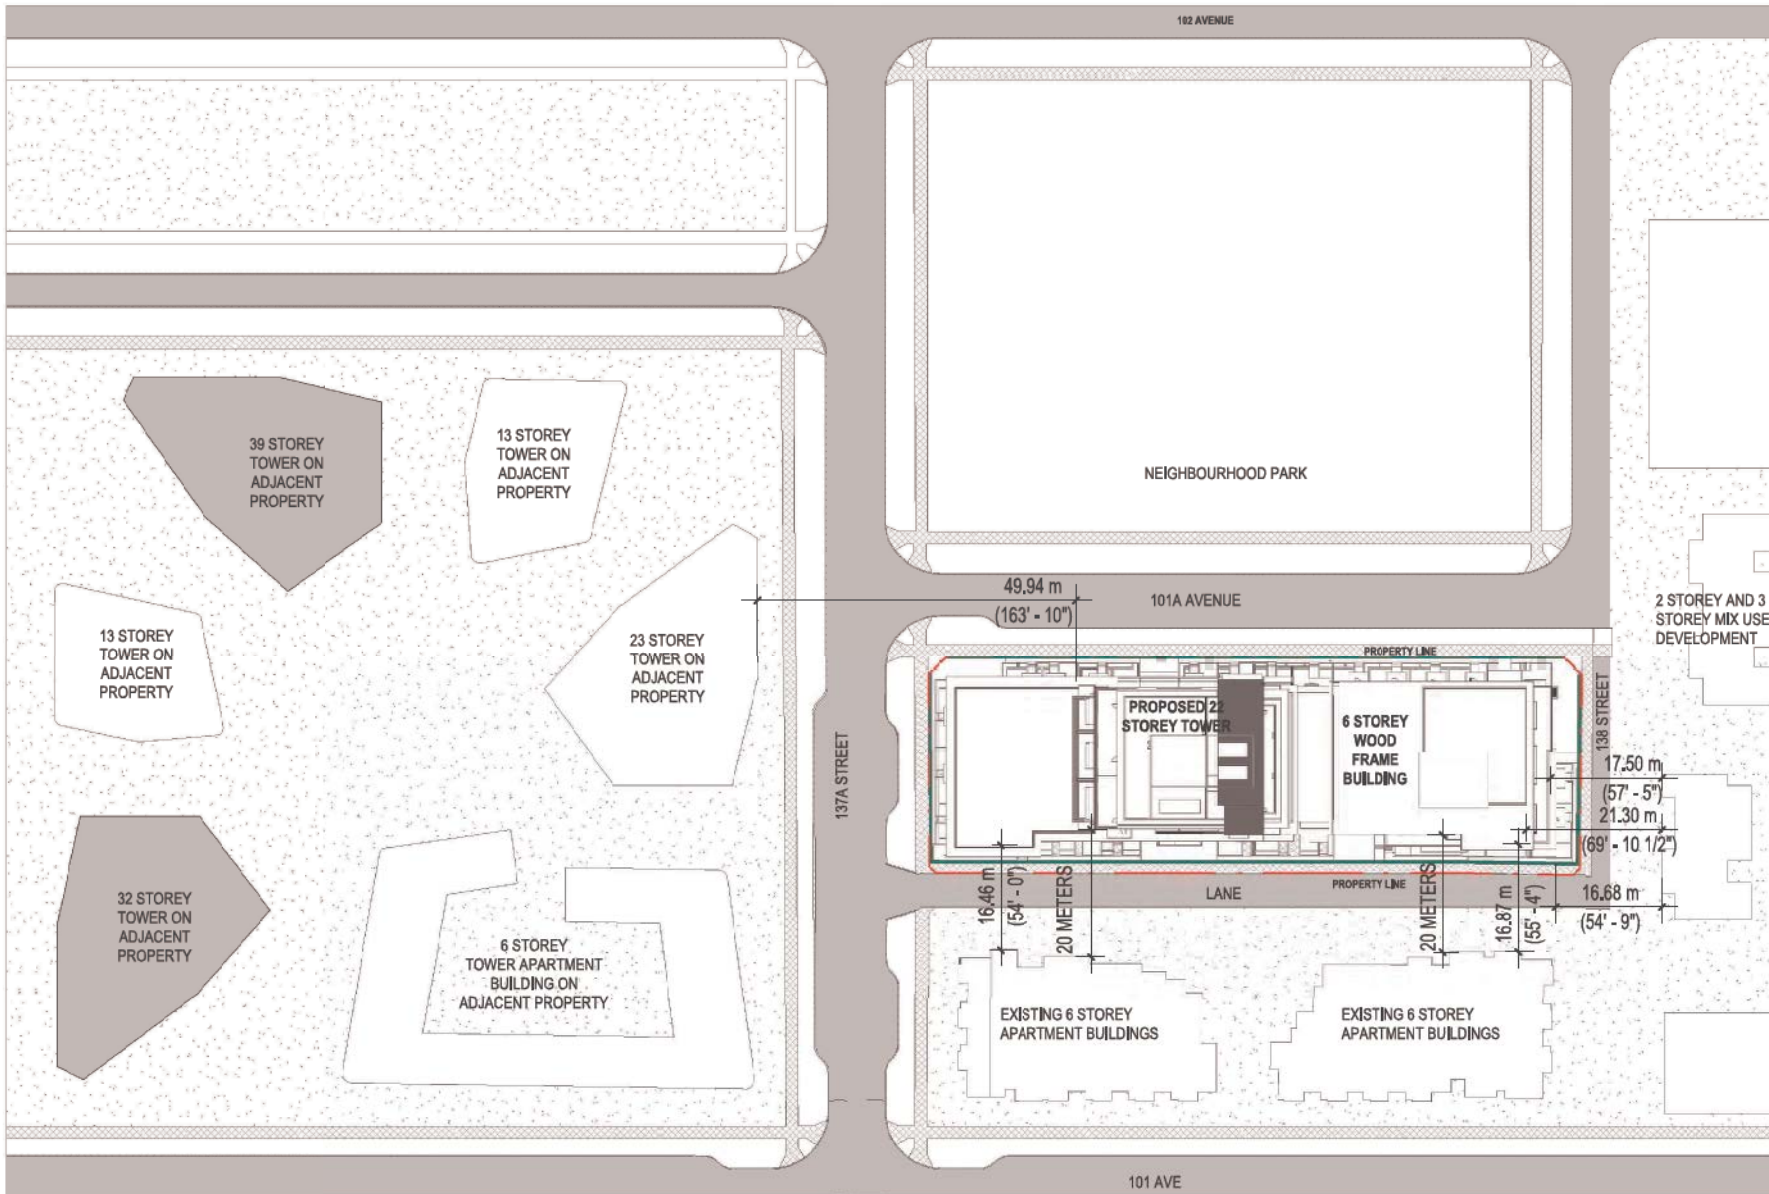 102 AVENUE
39 STOREY
TOWER ON
ADJACENT
PROPERTY
13 STOREY
TOWER ON
ADJACENT
PROPERTY
NEIGHBOURHOOD PARK
49.94 m
(163' - 10")
101A AVENUE
2 STOREY AND 3
STOREY MIX USE
DEVELOPMENT
13 STOREY
TOWER ON
ADJACENT
PROPERTY
23 STOREY
TOWER ON
ADJACENT
PROPERTY
PROPERTY LINE
PROPOSED 22
STOREY TOWER
6 STOREY
WOOD
FRAME
BUILDING
138 STREET
137A STREET
17.50 m
(57' - 5")
21.30 m
(69' - 10 1/2")
16.68 m
(54' - 9")
LANE
PROPERTY LINE
16.46 m
(54' - 0")
20 METERS
20 METERS
16.87 m
(55' - 4")
32 STOREY
TOWER ON
ADJACENT
PROPERTY
6 STOREY
TOWER APARTMENT
BUILDING ON
ADJACENT PROPERTY
EXISTING 6 STOREY
APARTMENT BUILDINGS
EXISTING 6 STOREY
APARTMENT BUILDINGS
101 AVE